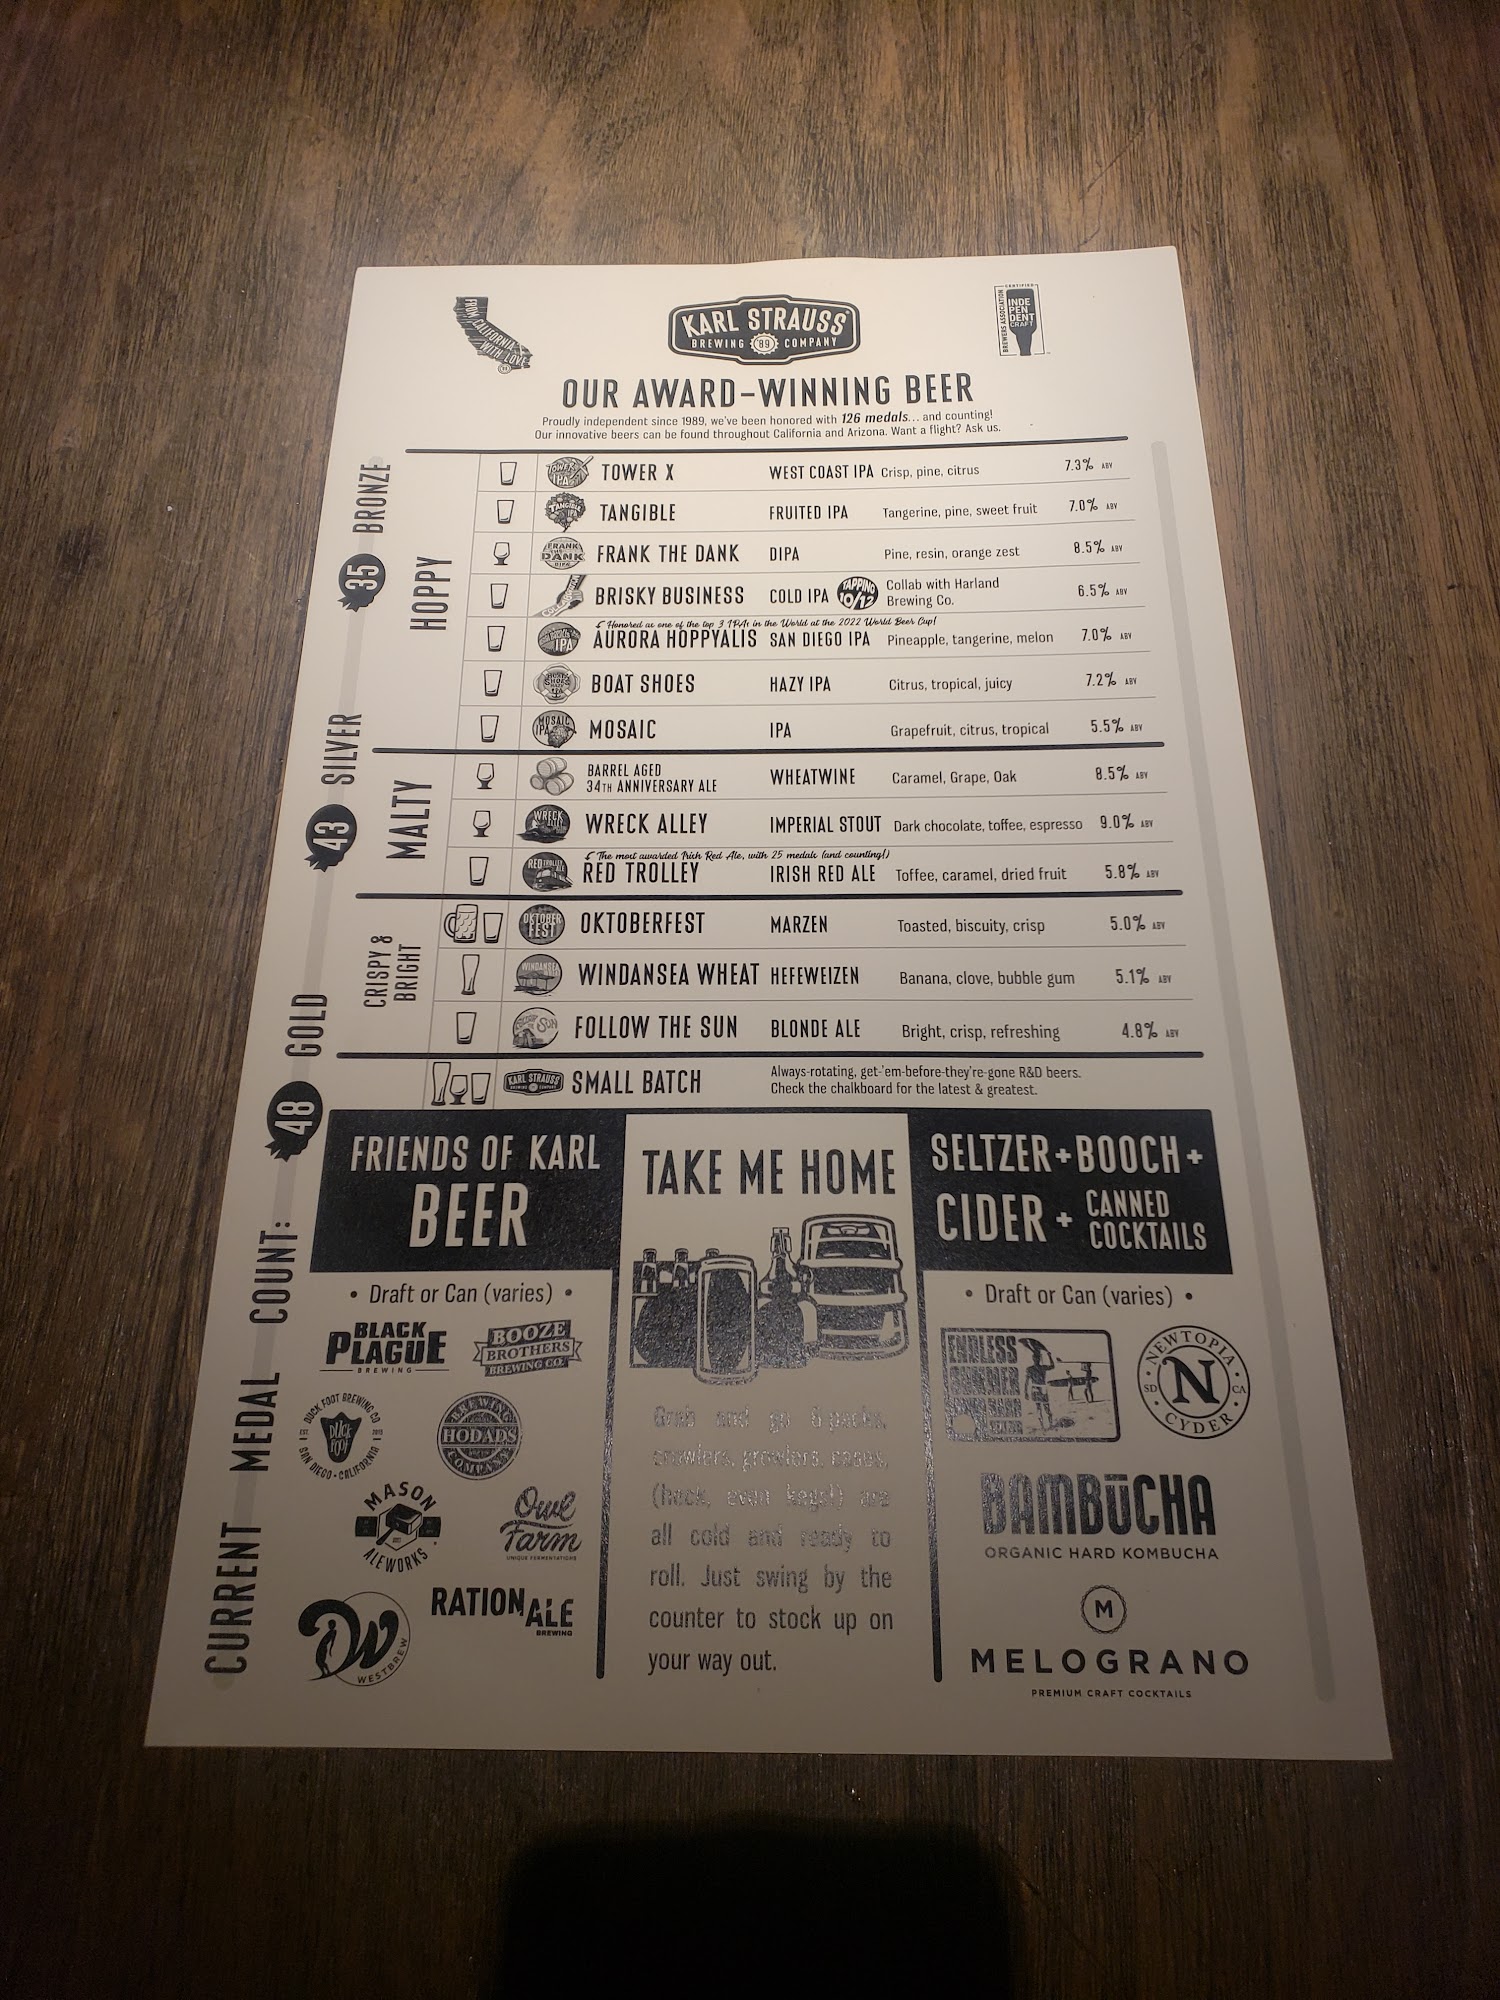 FROM CALIFORNIA WITH LOVE
KARL STRAUSS
BREWING '89 COMPANY
CERTIFIED
BREWERS ASSOCIATION
INDE
PEN
DENT
CRAFT
OUR AWARD-WINNING BEER
Proudly independent since 1989, we've been honored with 126 medals... and counting!
Our innovative beers can be found throughout California and Arizona. Want a flight? Ask us.
HOPPY
TOWER X WEST COAST IPA Crisp, pine, citrus 7.3% ABV
TANGIBLE FRUITED IPA Tangerine, pine, sweet fruit 7.0% ABV
FRANK THE DANK DIPA Pine, resin, orange zest 8.5% ABV
BRISKY BUSINESS COLD IPA TAPPING 10/12 Collab with Harland
Brewing Co. 6.5% ABV
Honored as one of the top 3 IPAs in the World at the 2022 World Beer Cup!
AURORA HOPPYALIS SAN DIEGO IPA Pineapple, tangerine, melon 7.0% ABV
BOAT SHOES HAZY IPA Citrus, tropical, juicy 7.2% ABV
MOSAIC IPA Grapefruit, citrus, tropical 5.5% ABV
MALTY
BARREL AGED
34TH ANNIVERSARY ALE WHEATWINE Caramel, Grape, Oak 8.5% ABV
WRECK ALLEY IMPERIAL STOUT Dark chocolate, toffee, espresso 9.0% ABV
The most awarded Irish Red Ale, with 25 medals (and counting!)
RED TROLLEY IRISH RED ALE Toffee, caramel, dried fruit 5.8% ABV
CRISPY &
BRIGHT
OKTOBERFEST MARZEN Toasted, biscuity, crisp 5.0% ABV
WINDANSEA WHEAT HEFEWEIZEN Banana, clove, bubble gum 5.1% ABV
FOLLOW THE SUN BLONDE ALE Bright, crisp, refreshing 4.8% ABV
KARL STRAUSS
SMALL BATCH Always-rotating, get-'em-before-they're-gone R&D beers.
Check the chalkboard for the latest & greatest.
CURRENT MEDAL COUNT: 48 GOLD 43 SILVER 35 BRONZE
FRIENDS OF KARL
BEER
• Draft or Can (varies) •
BLACK
PLAGUE
BREWING
BOOZE
BROTHERS
BREWING CO.
DUCK FOOT BREWING CO
DUCK
FOOT
SAN DIEGO • CALIFORNIA
BREWING
HODADS
COMPANY
MASON
ALEWORKS
Owl
Farm
UNIQUE FERMENTATIONS
RATIONALE
BREWING
WESTBREW
TAKE ME HOME
Grab and go 6-packs,
crowlers, growlers, cases,
(heck, even kegs!) are
all cold and ready to
roll. Just swing by the
counter to stock up on
your way out.
SELTZER + BOOCH +
CIDER + CANNED
COCKTAILS
• Draft or Can (varies) •
ENDLESS
SUMMER
NEWTOPIA
SD N CA
CYDER
BAMBŪCHA
ORGANIC HARD KOMBUCHA
M
MELOGRANO
PREMIUM CRAFT COCKTAILS